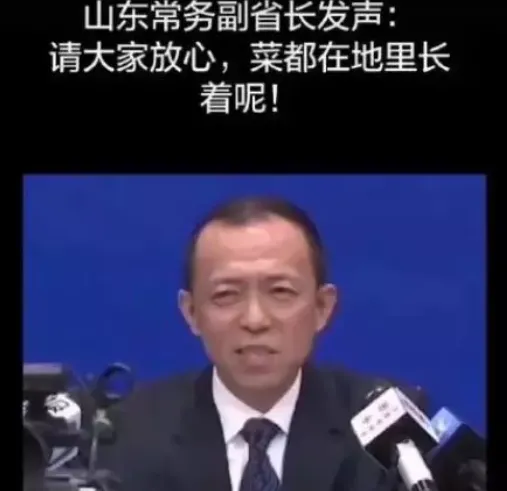 山东常务副省长发声：
请大家放心，菜都在地里长
着呢！